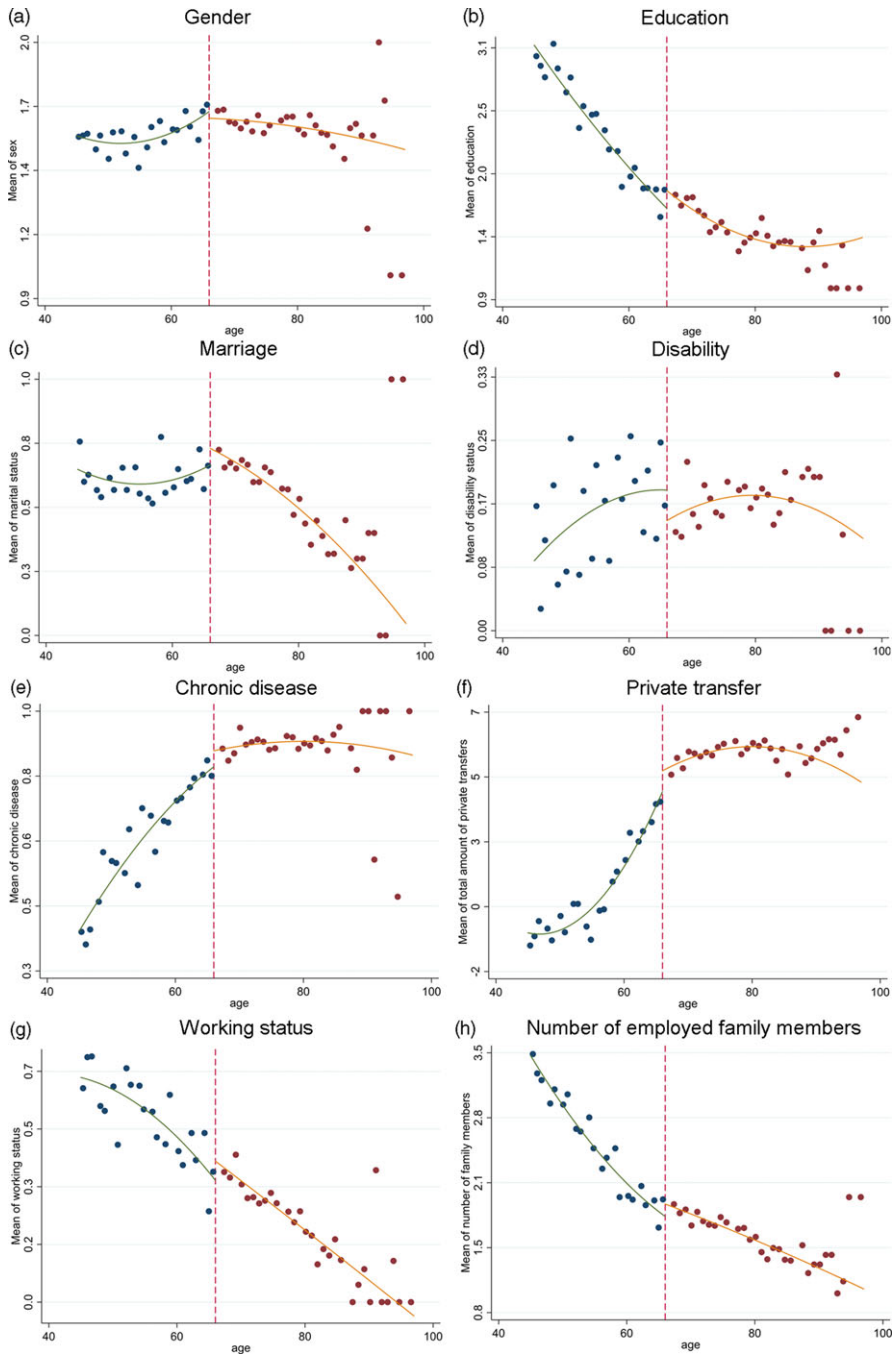 (a) Gender
2.0
1.7
1.4
1.2
0.9
Mean of sex
40 60 80 100
age
(b) Education
3.1
2.5
2.0
1.4
0.9
Mean of education
40 60 80 100
age
(c) Marriage
1.0
0.8
0.5
0.3
0.0
Mean of marital status
40 60 80 100
age
(d) Disability
0.33
0.25
0.17
0.08
0.00
Mean of disability status
40 60 80 100
age
(e) Chronic disease
1.0
0.8
0.6
0.5
0.3
Mean of chronic disease
40 60 80 100
age
(f) Private transfer
7
5
3
0
-2
Mean of total amount of private transfers
40 60 80 100
age
(g) Working status
0.7
0.5
0.3
0.2
0.0
Mean of working status
40 60 80 100
age
(h) Number of employed family members
3.5
2.8
2.1
1.5
0.8
Mean of number of family members
40 60 80 100
age